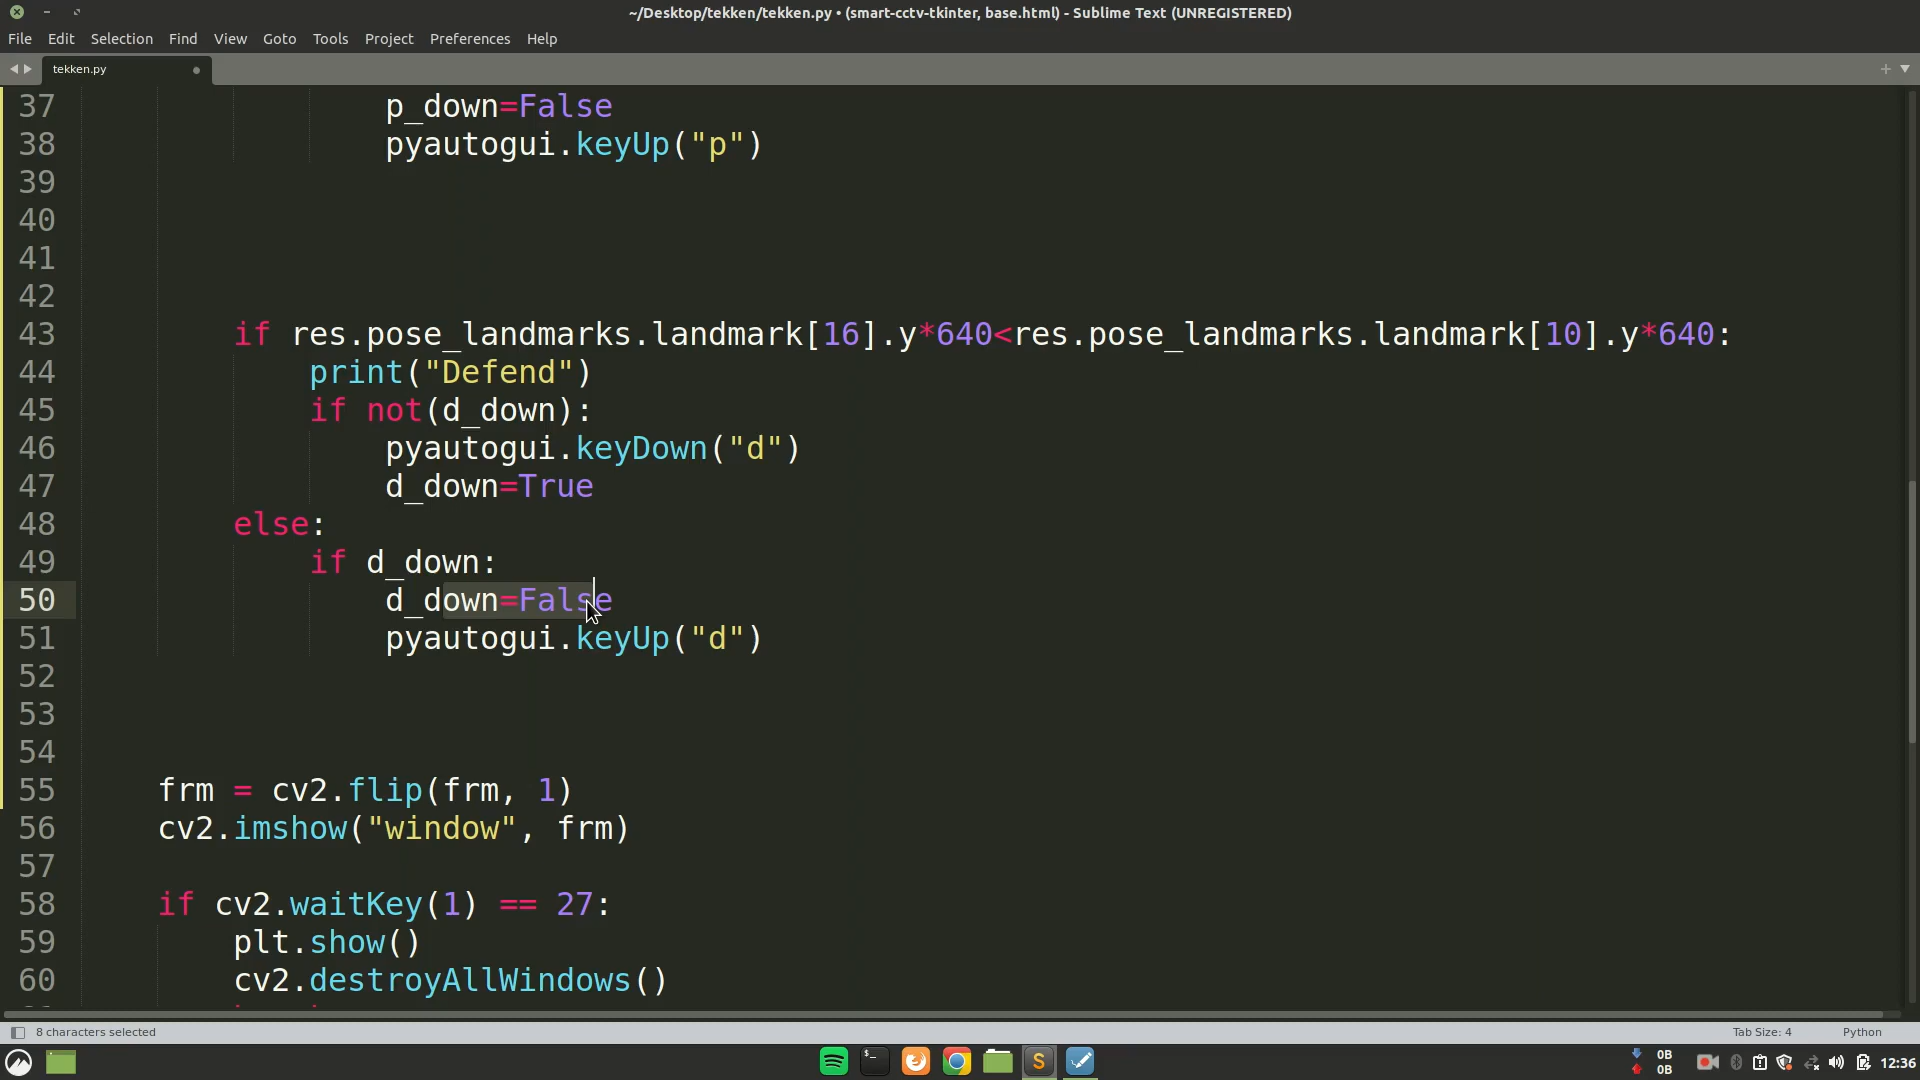 ~/Desktop/tekken/tekken.py • (smart-cctv-tkinter, base.html) - Sublime Text (UNREGISTERED)
File Edit Selection Find View Goto Tools Project Preferences Help
tekken.py
37 p_down=False
38 pyautogui.keyUp("p")
39
40
41
42
43 if res.pose_landmarks.landmark[16].y*640<res.pose_landmarks.landmark[10].y*640:
44 print("Defend")
45 if not(d_down):
46 pyautogui.keyDown("d")
47 d_down=True
48 else:
49 if d_down:
50 d_down=False
51 pyautogui.keyUp("d")
52
53
54
55 frm = cv2.flip(frm, 1)
56 cv2.imshow("window", frm)
57
58 if cv2.waitKey(1) == 27:
59 plt.show()
60 cv2.destroyAllWindows()
8 characters selected Tab Size: 4 Python
0B
0B
12:36